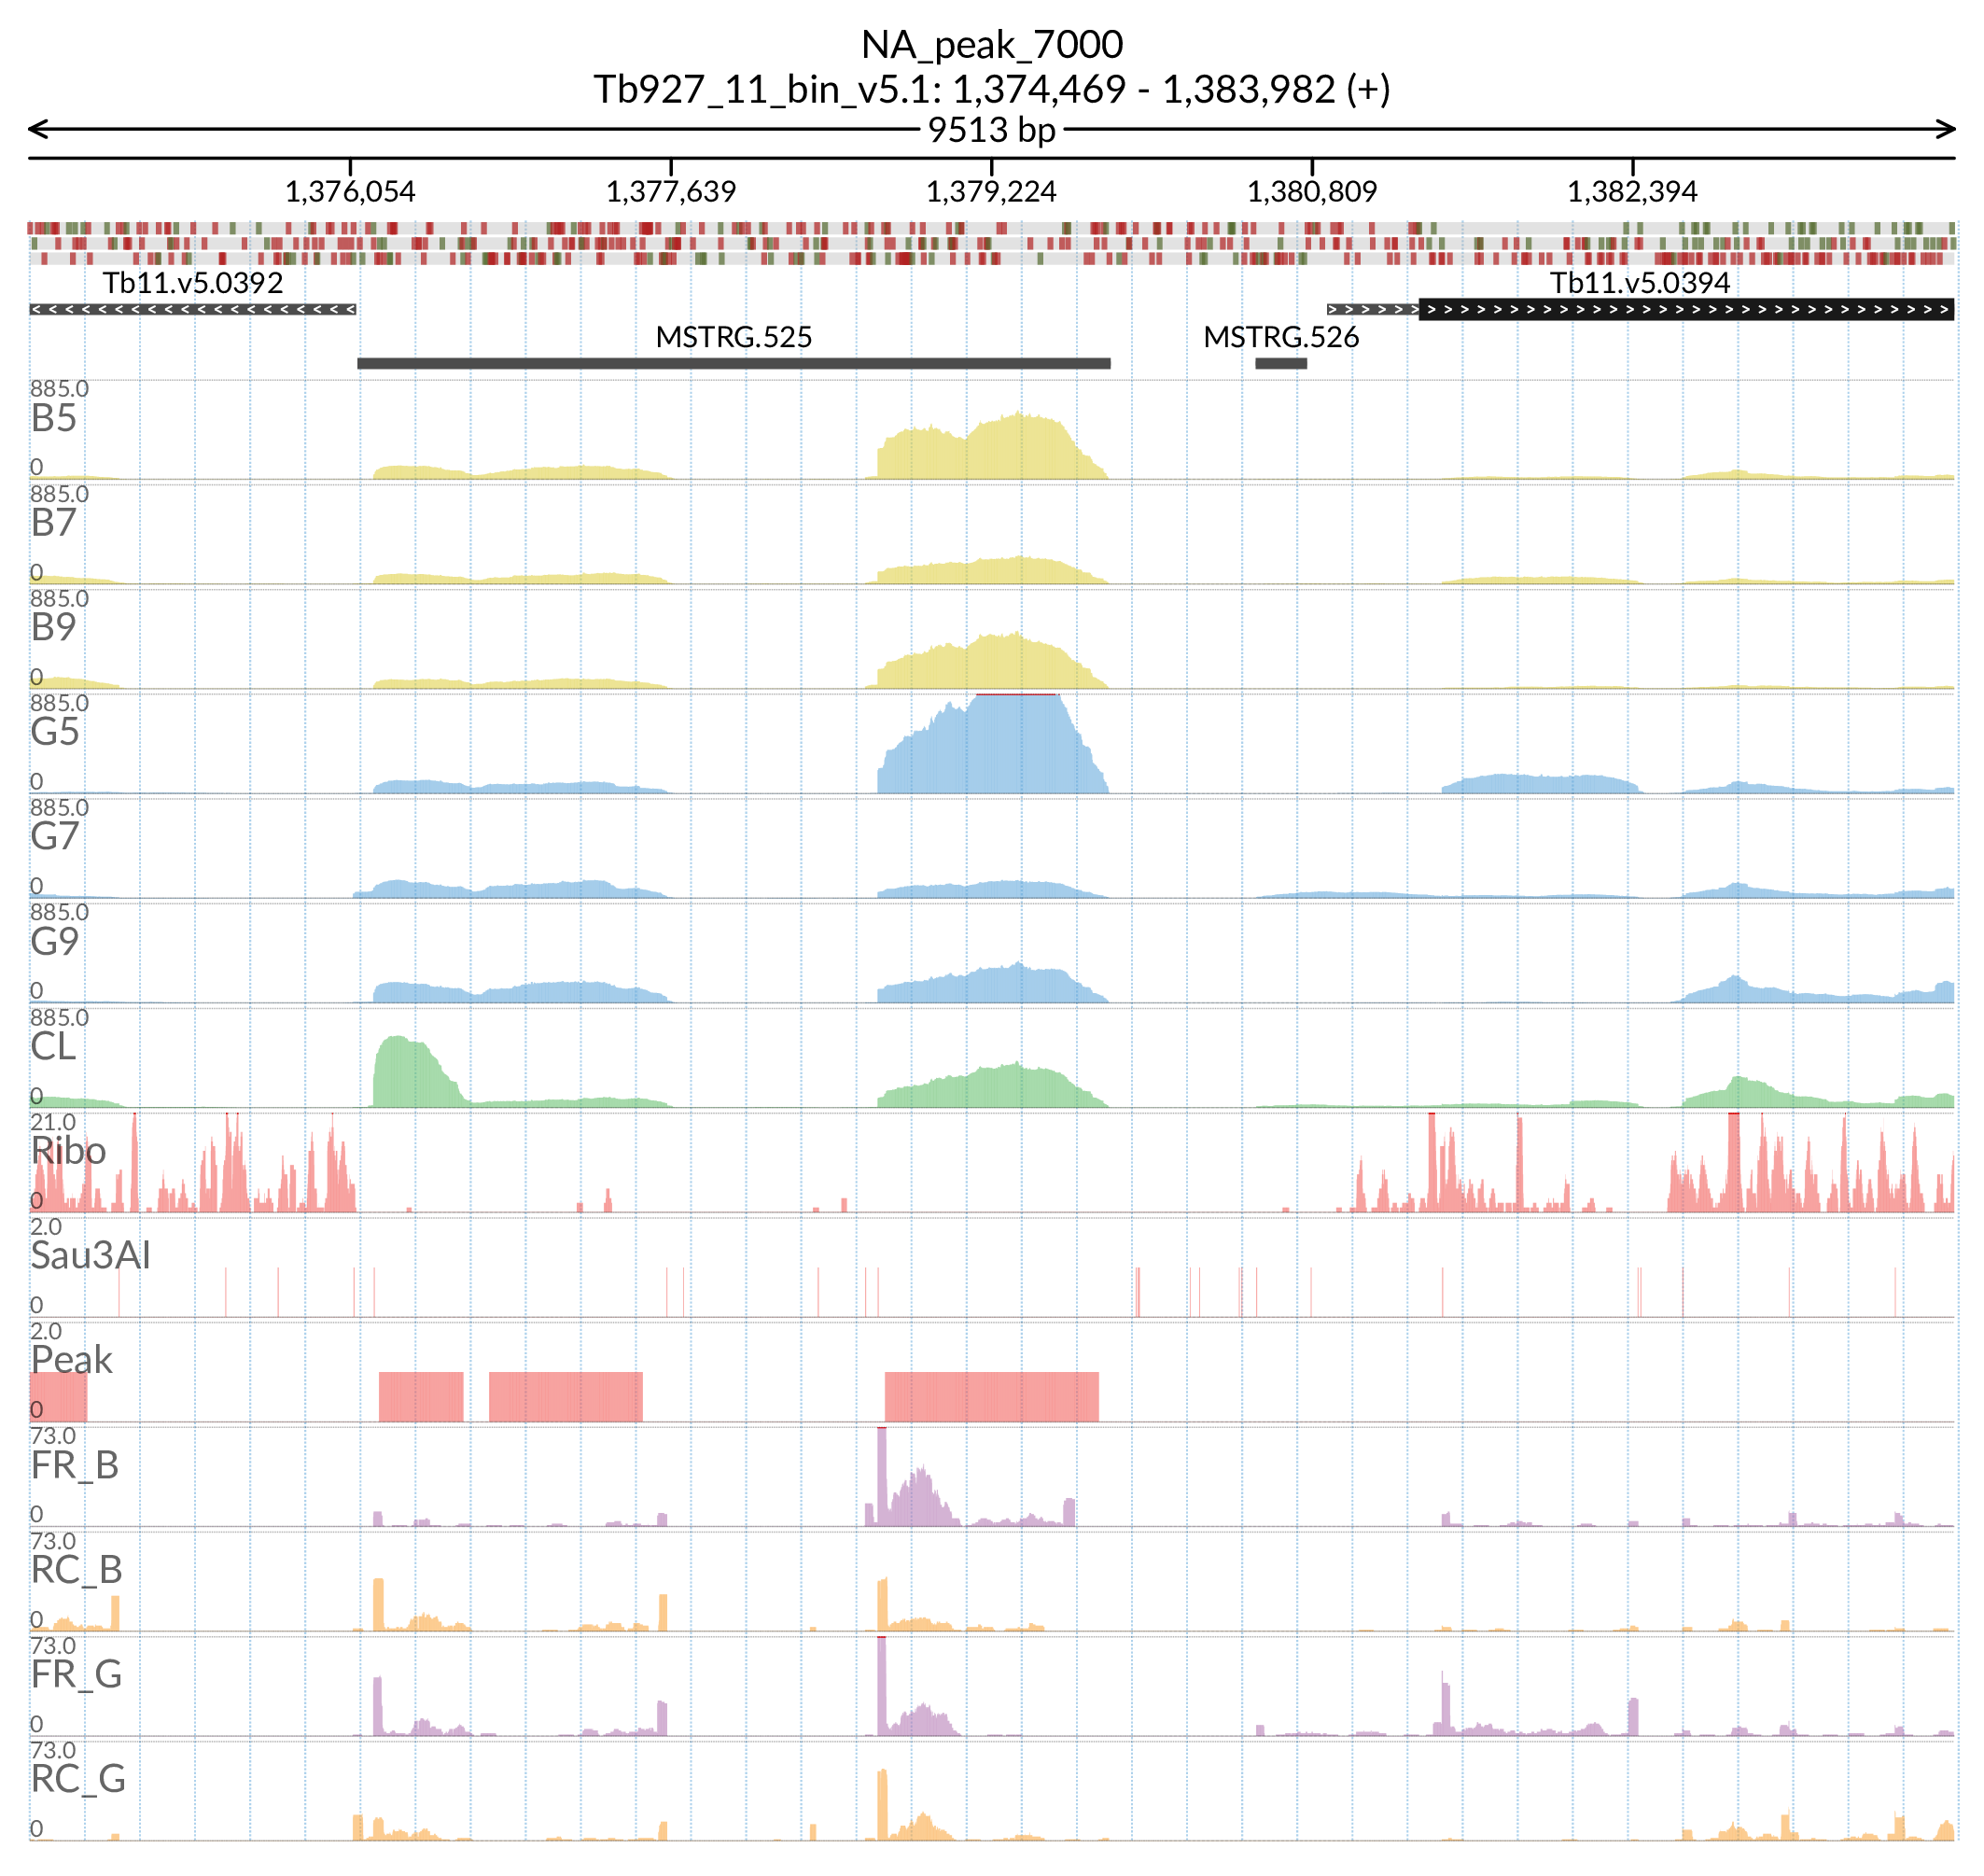 NA_peak_7000
Tb927_11_bin_v5.1: 1,374,469 - 1,383,982 (+)
9513 bp
1,376,054 1,377,639 1,379,224 1,380,809 1,382,394
Tb11.v5.0392 Tb11.v5.0394
MSTRG.525 MSTRG.526
885.0
B5
0
885.0
B7
0
885.0
B9
0
885.0
G5
0
885.0
G7
0
885.0
G9
0
885.0
CL
0
21.0
Ribo
0
2.0
Sau3AI
0
2.0
Peak
0
73.0
FR_B
0
73.0
RC_B
0
73.0
FR_G
0
73.0
RC_G
0